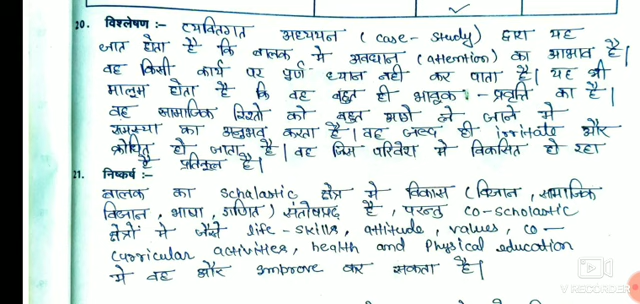 20. विश्लेषण :- व्यक्तिगत अध्ययन (case-study) द्वारा यह
ज्ञात होता है कि बालक मे अवधान (attention) का आभाव है।
वह किसी कार्य पर पुर्ण ध्यान नही कर पाता है। यह भी
मालूम होता है कि वह बहुत ही भावुक - प्रवृत्ति का है।
वह सामाजिक रिश्तो को बहुत आगे ले जाने मे
समस्या का अनुभव करता है। वह जल्द ही irritate और
क्रोधित हो जाता है। वह जिस परिवेश मे विकसित हो रहा
है प्रतिकूल है।
21. निष्कर्ष :-
बालक का scholastic क्षेत्र मे विकास (विज्ञान, सामाजिक
विज्ञान, भाषा, गणित) संतोषप्रद है, परन्तु co-scholastic
क्षेत्रों मे जैसे life-skills, attitude, values, co-
curricular activities, health and Physical education
मे वह और improve कर सकता है।
V RECORDER